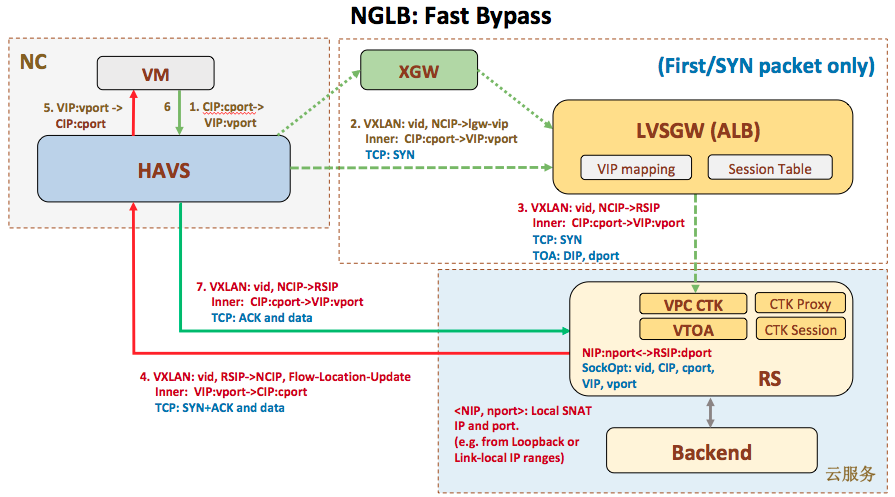 NGLB: Fast Bypass
NC
VM
5. VIP:vport ->
CIP:cport
6
1. CIP:cport->
VIP:vport
HAVS
XGW
(First/SYN packet only)
2. VXLAN: vid, NCIP->lgw-vip
Inner: CIP:cport->VIP:vport
TCP: SYN
LVSGW (ALB)
VIP mapping
Session Table
3. VXLAN: vid, NCIP->RSIP
Inner: CIP:cport->VIP:vport
TCP: SYN
TOA: DIP, dport
7. VXLAN: vid, NCIP->RSIP
Inner: CIP:cport->VIP:vport
TCP: ACK and data
VPC CTK
CTK Proxy
VTOA
CTK Session
NIP:nport<->RSIP:dport
SockOpt: vid, CIP, cport,
VIP, vport
RS
4. VXLAN: vid, RSIP->NCIP, Flow-Location-Update
Inner: VIP:vport->CIP:cport
TCP: SYN+ACK and data
<NIP, nport>: Local SNAT
IP and port.
(e.g. from Loopback or
Link-local IP ranges)
Backend
云服务